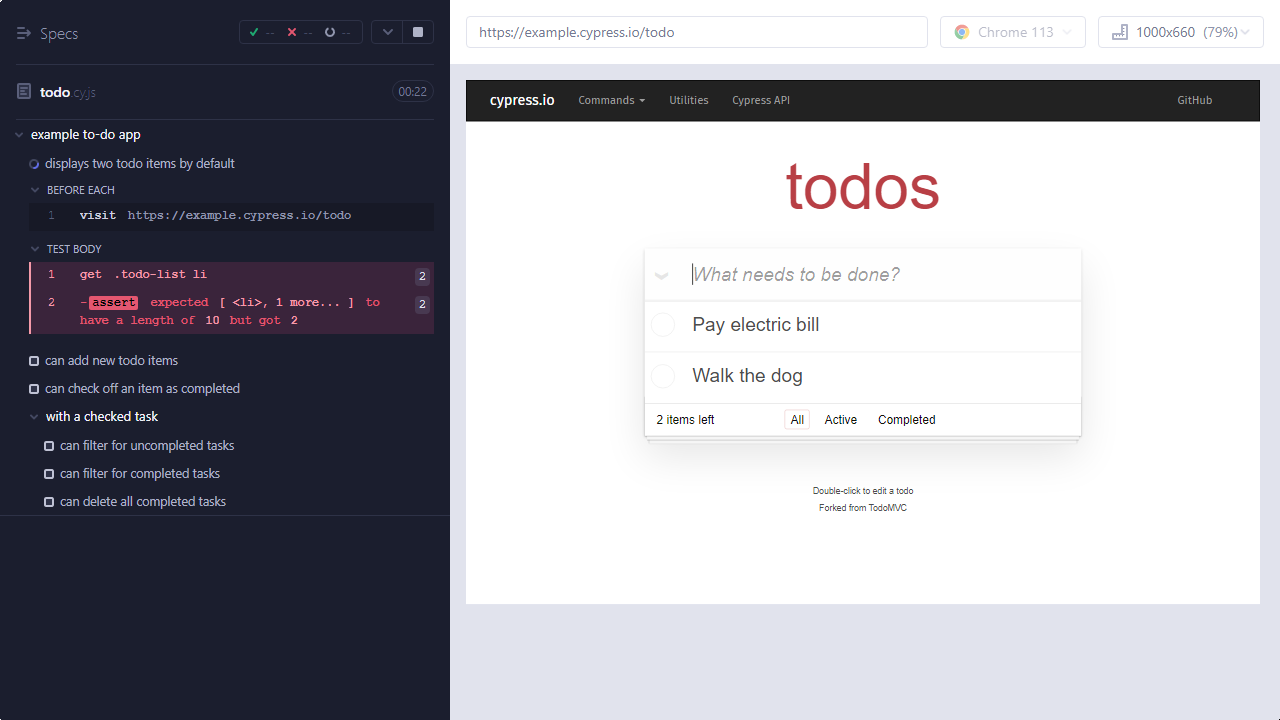 Specs
-- -- --
todo.cy.js 00:22
example to-do app
displays two todo items by default
BEFORE EACH
1 visit https://example.cypress.io/todo
TEST BODY
1 get .todo-list li 2
2 -assert expected [ <li>, 1 more... ] to 2
have a length of 10 but got 2
can add new todo items
can check off an item as completed
with a checked task
can filter for uncompleted tasks
can filter for completed tasks
can delete all completed tasks
https://example.cypress.io/todo Chrome 113 1000x660 (79%)
cypress.io Commands Utilities Cypress API GitHub
todos
What needs to be done?
Pay electric bill
Walk the dog
2 items left All Active Completed
Double-click to edit a todo
Forked from TodoMVC